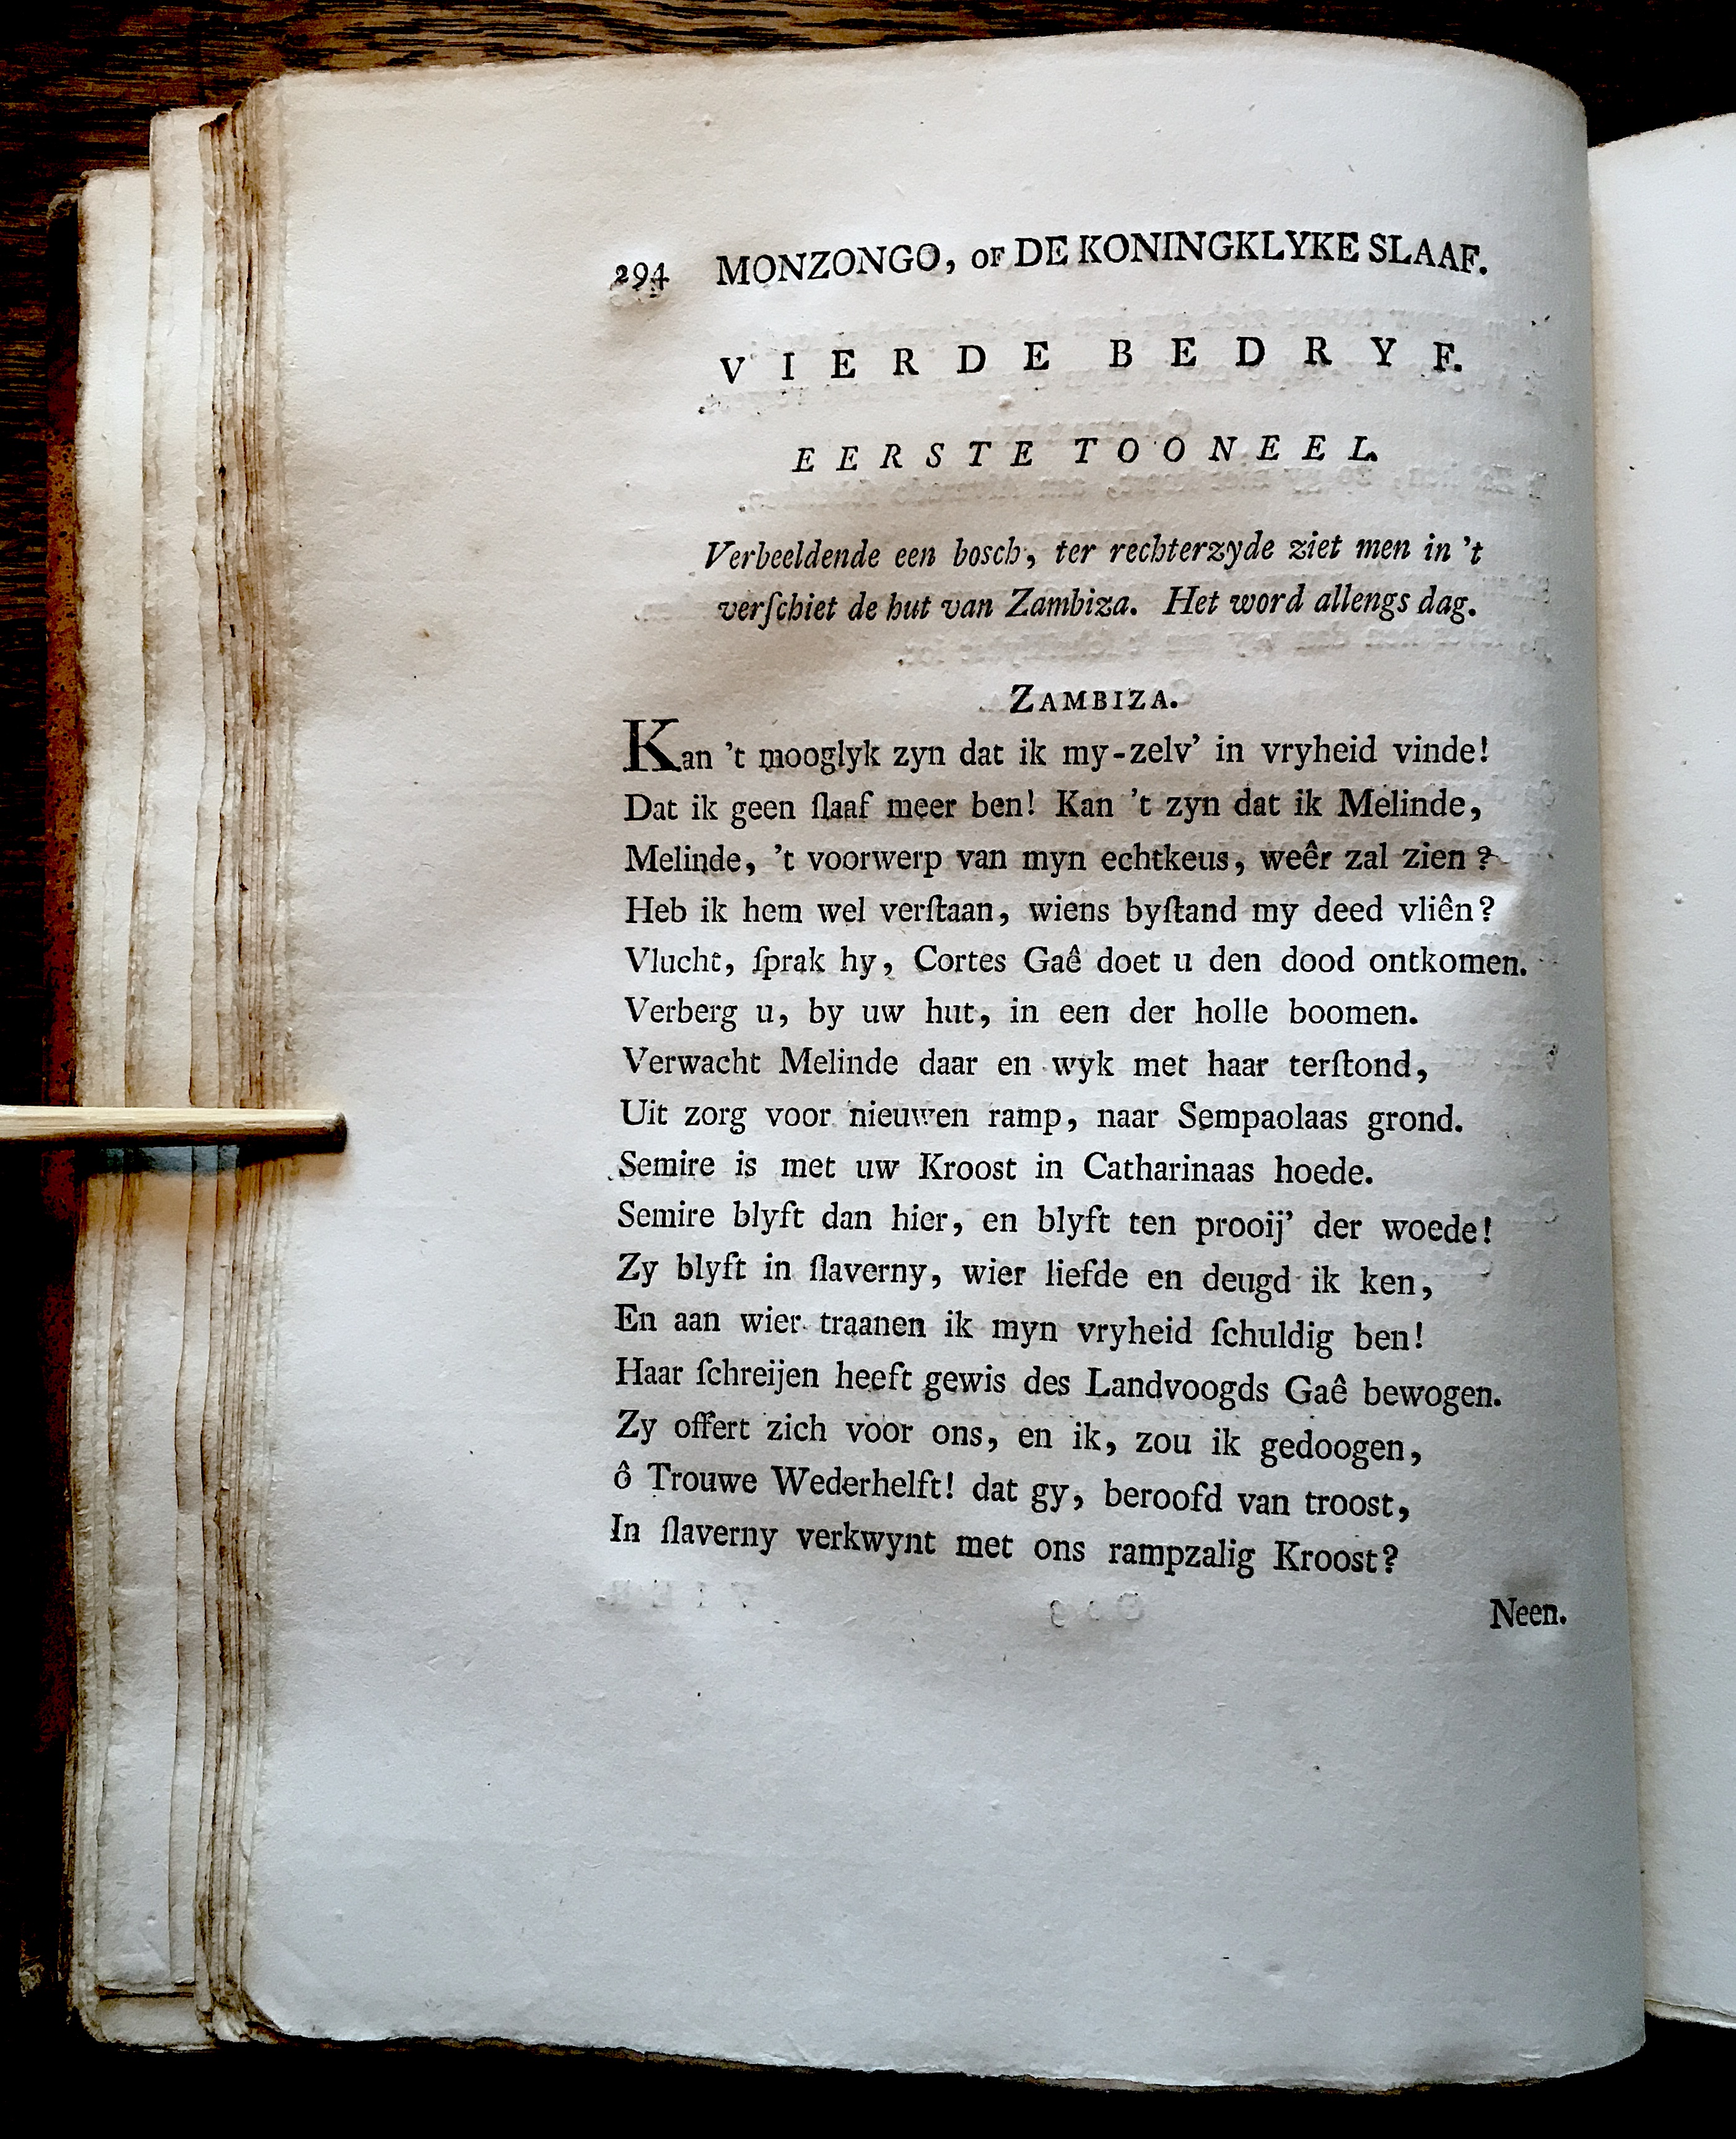 294 MONZONGO, OF DE KONINGKLYKE SLAAF.
VIERDE BEDRYF.
EERSTE TOONEEL.
Verbeeldende een bosch, ter rechterzyde ziet men in 't
verſchiet de hut van Zambiza. Het word allengs dag.
ZAMBIZA.
Kan 't mooglyk zyn dat ik my-zelv' in vryheid vinde!
Dat ik geen ſlaaf meer ben! Kan 't zyn dat ik Melinde,
Melinde, 't voorwerp van myn echtkeus, weêr zal zien?
Heb ik hem wel verſtaan, wiens byſtand my deed vliên?
Vlucht, ſprak hy, Cortes Gaê doet u den dood ontkomen.
Verberg u, by uw hut, in een der holle boomen.
Verwacht Melinde daar en wyk met haar terſtond,
Uit zorg voor nieuwen ramp, naar Sempaolaas grond.
Semire is met uw Kroost in Catharinaas hoede.
Semire blyft dan hier, en blyft ten prooij' der woede!
Zy blyft in ſlaverny, wier liefde en deugd ik ken,
En aan wier traanen ik myn vryheid ſchuldig ben!
Haar ſchreijen heeft gewis des Landvoogds Gaê bewogen.
Zy offert zich voor ons, en ik, zou ik gedoogen,
ô Trouwe Wederhelft! dat gy, beroofd van troost,
In ſlaverny verkwynt met ons rampzalig Kroost?
Neen.